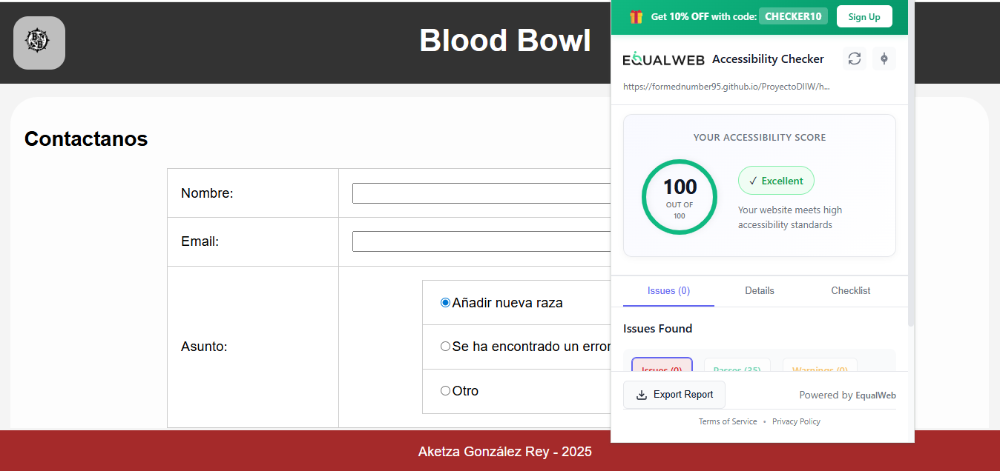 Blood Bowl
Contactanos
Nombre:
Email:
Asunto:
Añadir nueva raza
Se ha encontrado un error
Otro
Aketza González Rey - 2025
Get 10% OFF with code: CHECKER10
Sign Up
EQUALWEB Accessibility Checker
https://formednumber95.github.io/ProyectoDIIW/h...
YOUR ACCESSIBILITY SCORE
100
OUT OF
100
✓ Excellent
Your website meets high
accessibility standards
Issues (0) Details Checklist
Issues Found
Issues (0) Passes (35) Warnings (0)
Export Report
Powered by EqualWeb
Terms of Service • Privacy Policy